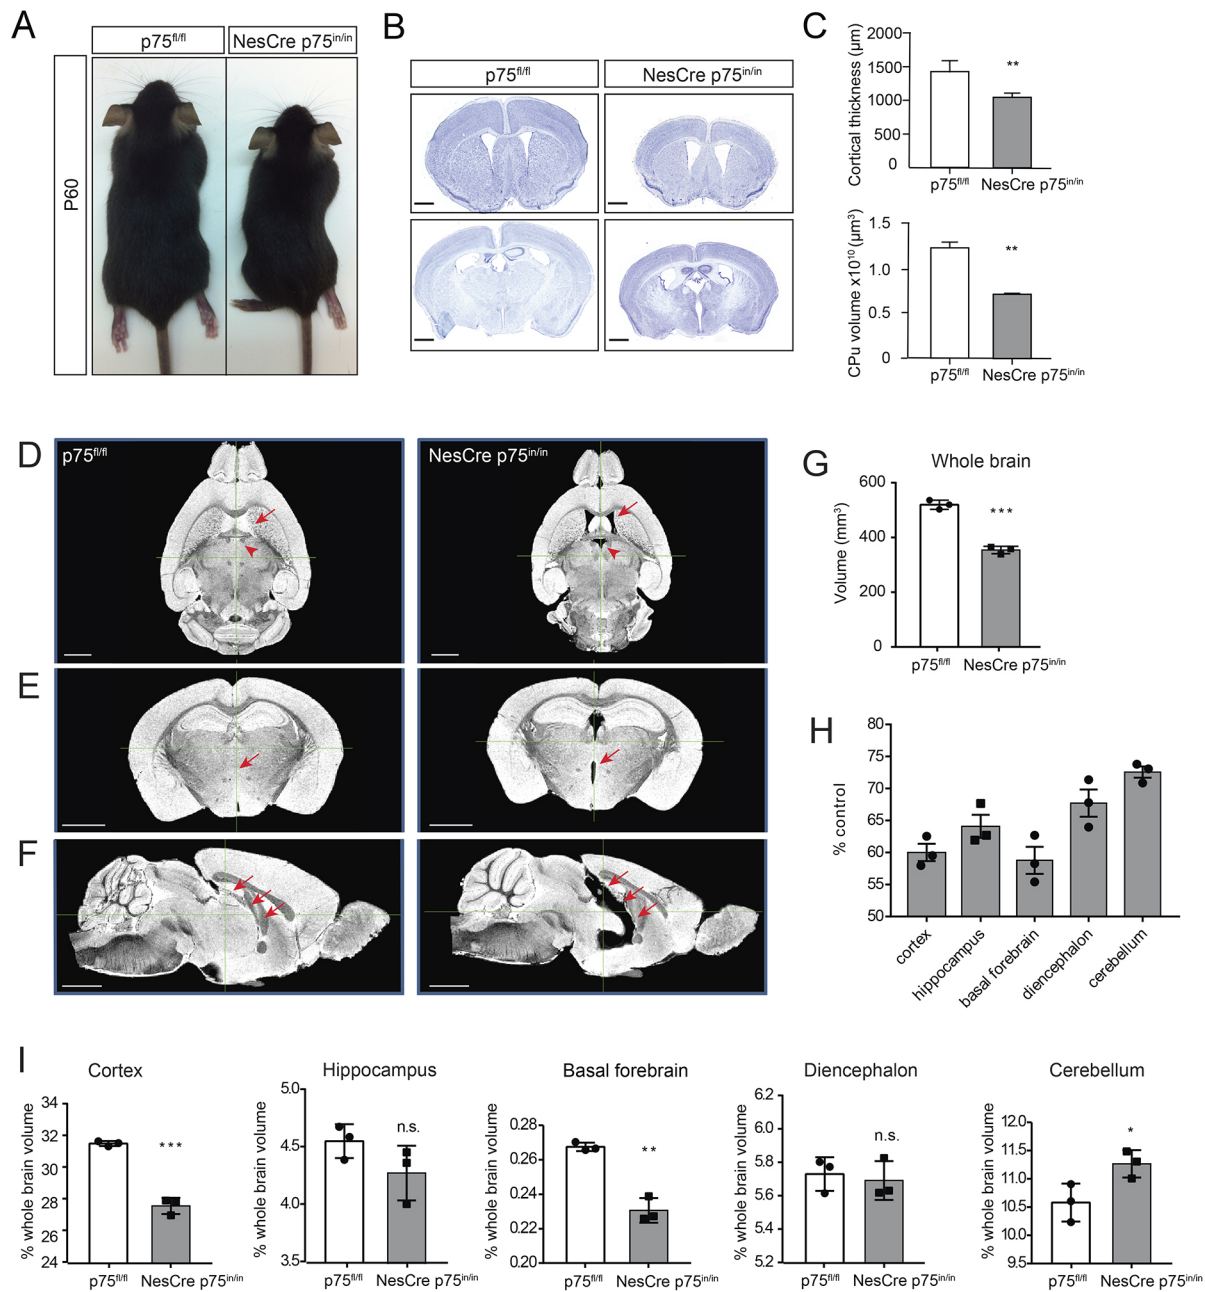 A
p75fl/fl
NesCre p75in/in
P60
B
p75fl/fl
NesCre p75in/in
C
Cortical thickness (µm)
2000
1500
1000
500
0
**
p75fl/fl
NesCre p75in/in
CPu volume x10¹⁰ (µm³)
1.5
1.0
0.5
0
**
p75fl/fl
NesCre p75in/in
D
p75fl/fl
NesCre p75in/in
E
F
G
Whole brain
Volume (mm³)
600
400
200
0
***
p75fl/fl
NesCre p75in/in
H
% control
80
75
70
65
60
55
50
cortex
hippocampus
basal forebrain
diencephalon
cerebellum
I
Cortex
% whole brain volume
34
32
30
28
26
24
***
p75fl/fl
NesCre p75in/in
Hippocampus
% whole brain volume
5.0
4.5
4.0
3.5
n.s.
p75fl/fl
NesCre p75in/in
Basal forebrain
% whole brain volume
0.28
0.26
0.24
0.22
0.20
**
p75fl/fl
NesCre p75in/in
Diencephalon
% whole brain volume
6.2
6.0
5.8
5.6
5.4
5.2
n.s.
p75fl/fl
NesCre p75in/in
Cerebellum
% whole brain volume
12.0
11.5
11.0
10.5
10.0
9.5
*
p75fl/fl
NesCre p75in/in